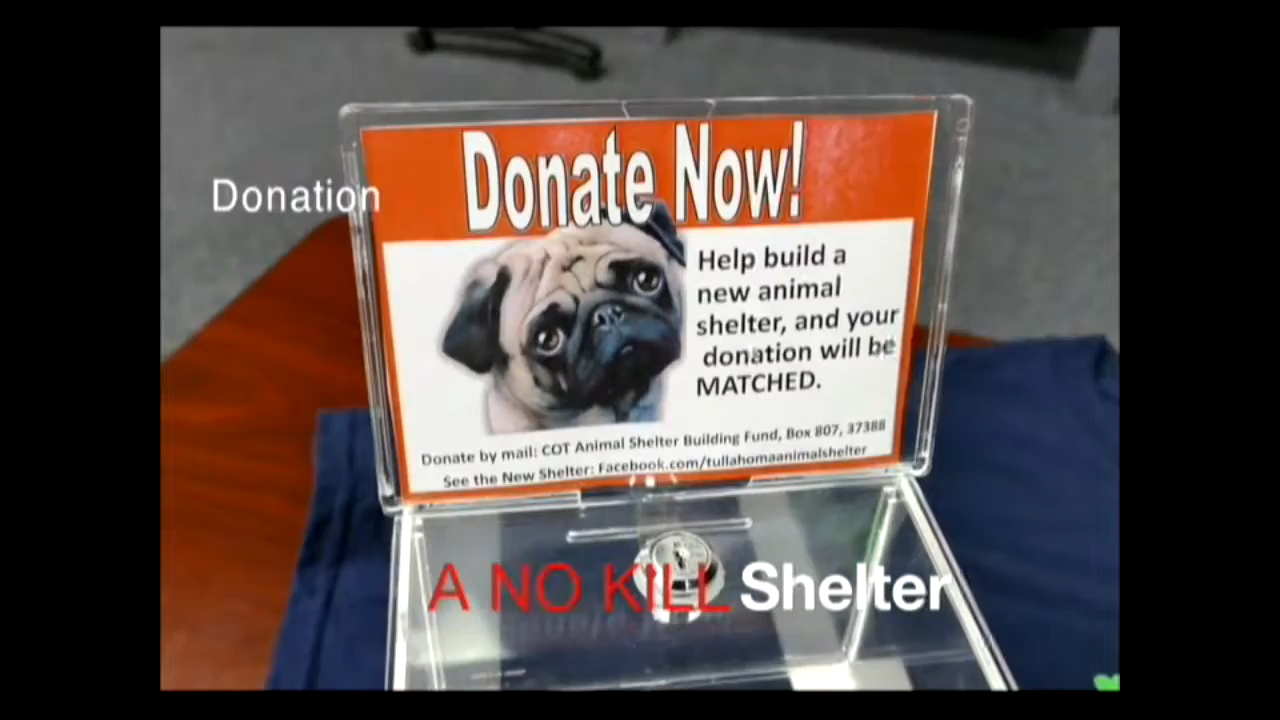 Donation
Donate Now!
Help build a
new animal
shelter, and your
donation will be
MATCHED.
Donate by mail: COT Animal Shelter Building Fund, Box 807, 37388
See the New Shelter: Facebook.com/tullahomaanimalshelter
A NO KILL Shelter